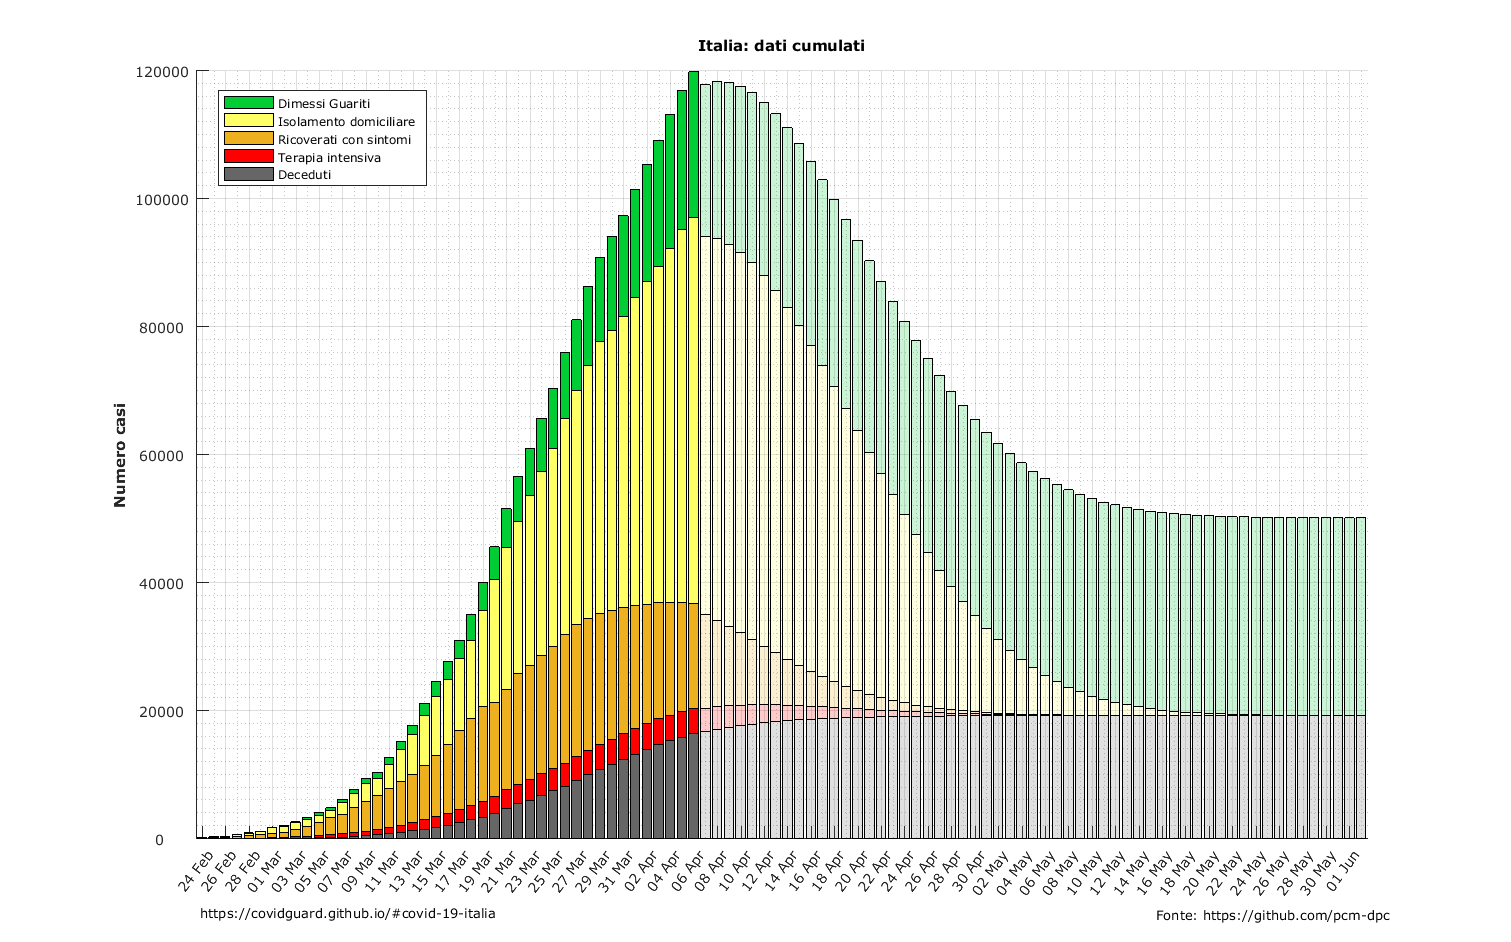 Italia: dati cumulati
120000
100000
80000
60000
40000
20000
0
Numero casi
Dimessi Guariti
Isolamento domiciliare
Ricoverati con sintomi
Terapia intensiva
Deceduti
24 Feb
26 Feb
28 Feb
01 Mar
03 Mar
05 Mar
07 Mar
09 Mar
11 Mar
13 Mar
15 Mar
17 Mar
19 Mar
21 Mar
23 Mar
25 Mar
27 Mar
29 Mar
31 Mar
02 Apr
04 Apr
06 Apr
08 Apr
10 Apr
12 Apr
14 Apr
16 Apr
18 Apr
20 Apr
22 Apr
24 Apr
26 Apr
28 Apr
30 Apr
02 May
04 May
06 May
08 May
10 May
12 May
14 May
16 May
18 May
20 May
22 May
24 May
26 May
28 May
30 May
01 Jun
https://covidguard.github.io/#covid-19-italia
Fonte: https://github.com/pcm-dpc